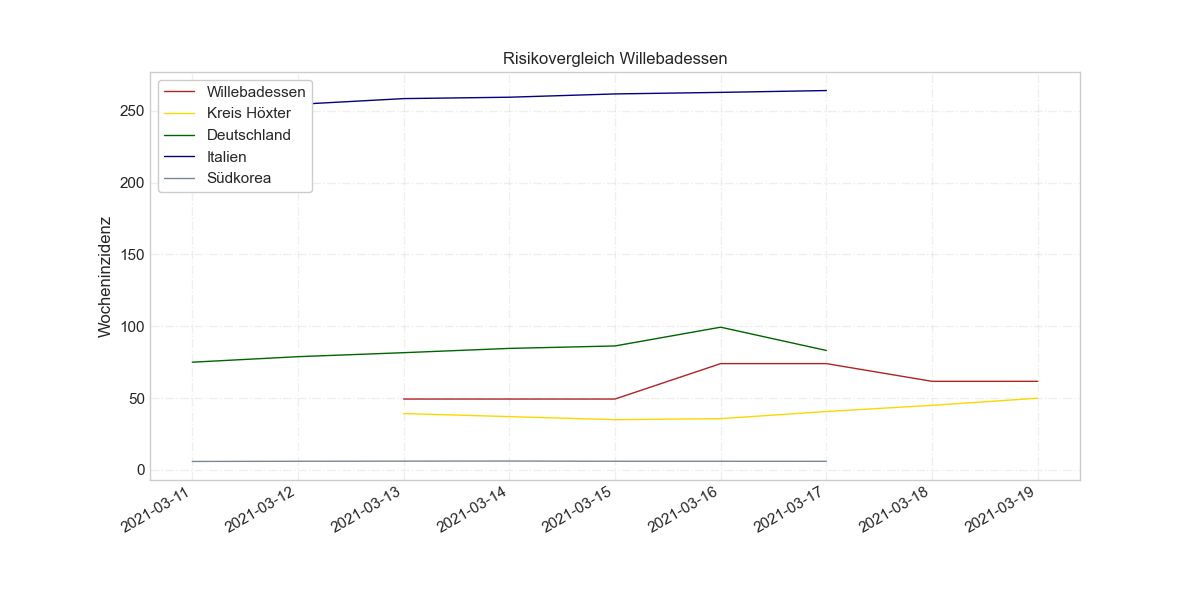 Risikovergleich Willebadessen
Willebadessen
Kreis Höxter
Deutschland
Italien
Südkorea
Wocheninzidenz
250
200
150
100
50
0
2021-03-11
2021-03-12
2021-03-13
2021-03-14
2021-03-15
2021-03-16
2021-03-17
2021-03-18
2021-03-19